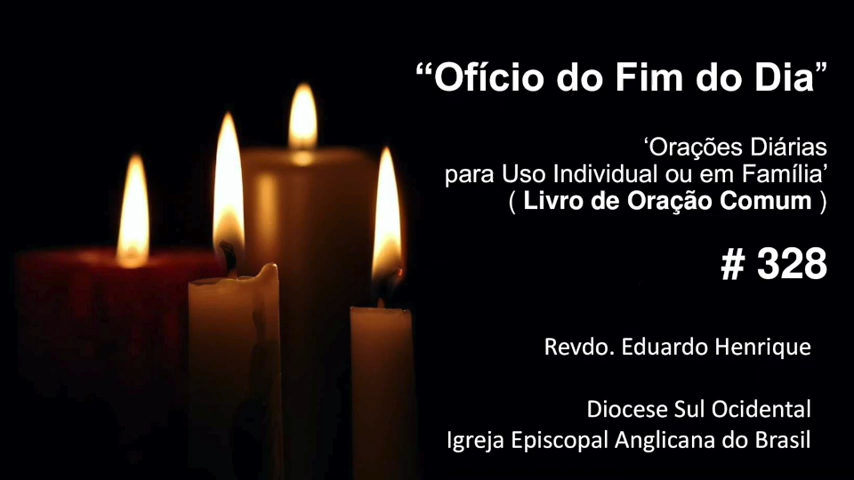 “Ofício do Fim do Dia”
‘Orações Diárias
para Uso Individual ou em Família’
( Livro de Oração Comum )
# 328
Revdo. Eduardo Henrique
Diocese Sul Ocidental
Igreja Episcopal Anglicana do Brasil